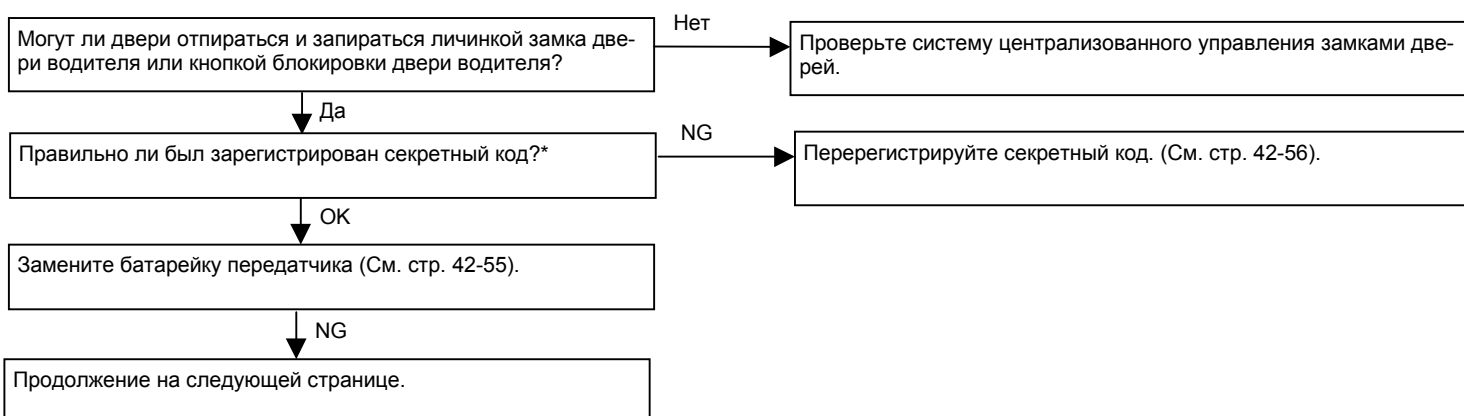 Могут ли двери отпираться и запираться личинкой замка две-
ри водителя или кнопкой блокировки двери водителя?
Нет
Проверьте систему централизованного управления замками две-
рей.
Да
Правильно ли был зарегистрирован секретный код?*
NG
Перерегистрируйте секретный код. (См. стр. 42-56).
OK
Замените батарейку передатчика (См. стр. 42-55).
NG
Продолжение на следующей странице.